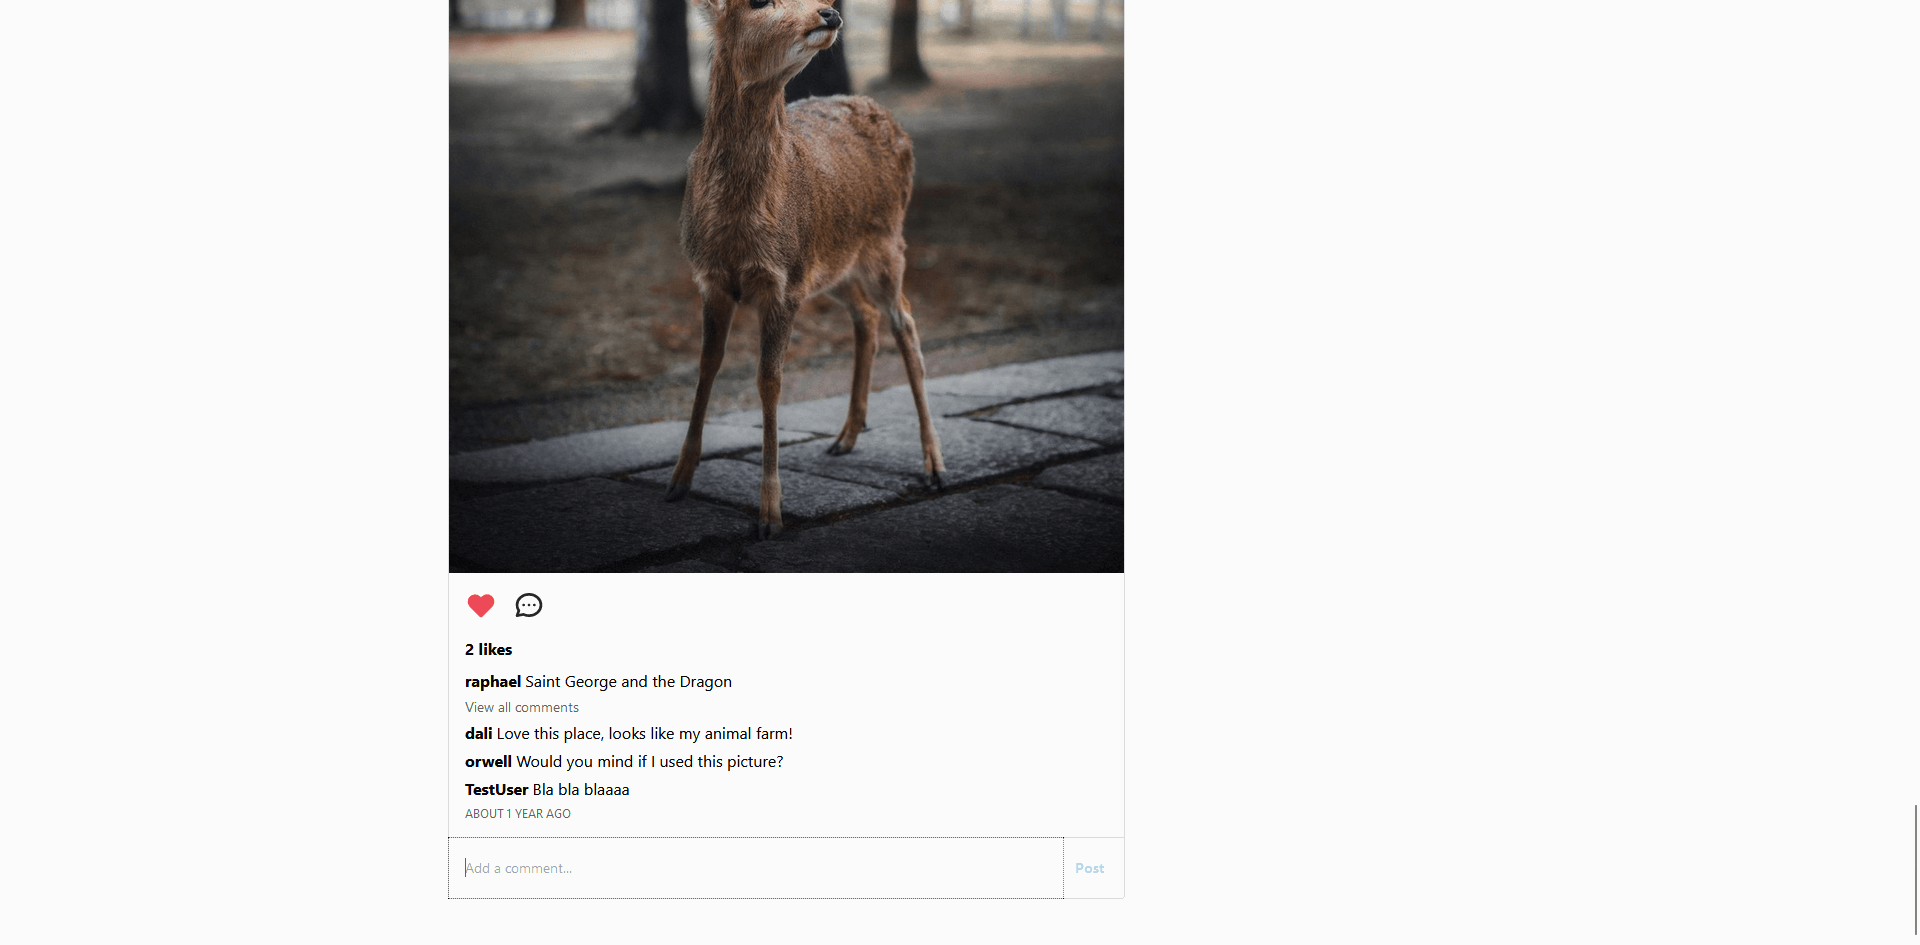 2 likes
raphael Saint George and the Dragon
View all comments
dali Love this place, looks like my animal farm!
orwell Would you mind if I used this picture?
TestUser Bla bla blaaaa
ABOUT 1 YEAR AGO
Add a comment... Post